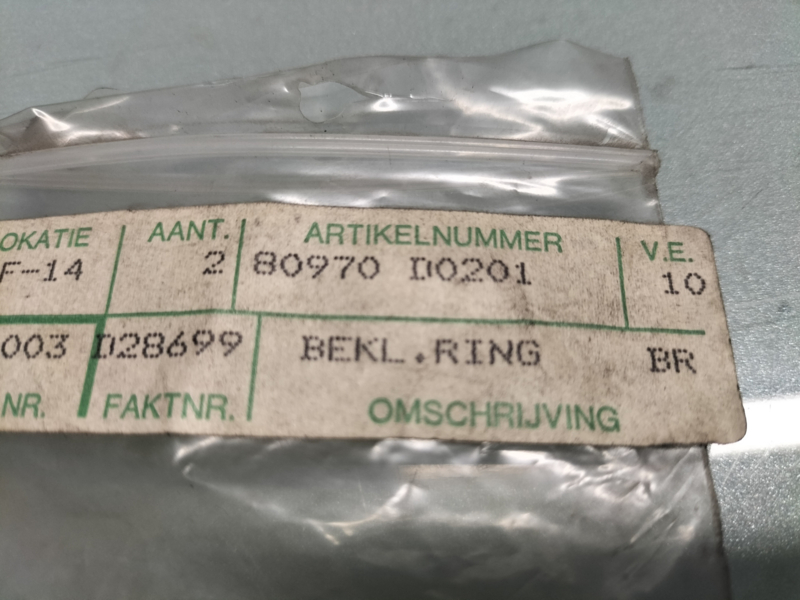 OKATIE AANT. ARTIKELNUMMER V.E.
F-14 2 80970 D0201 10
003 D28699 BEKL.RING BR
NR. FAKTNR. OMSCHRIJVING